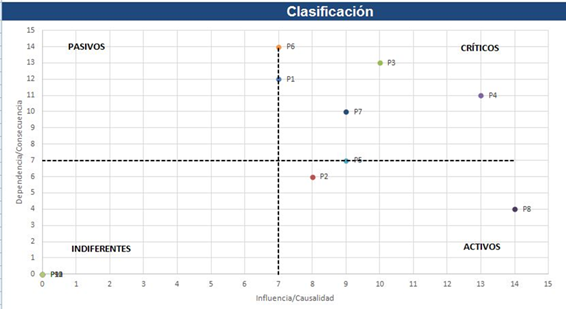 Clasificación
15
14
13
12
11
10
9
8
7
6
5
4
3
2
1
0
Dependencia/Consecuencia
PASIVOS
CRÍTICOS
P6
P3
P1
P4
P7
P5
P2
P8
INDIFERENTES
ACTIVOS
0 1 2 3 4 5 6 7 8 9 10 11 12 13 14 15
Influencia/Causalidad